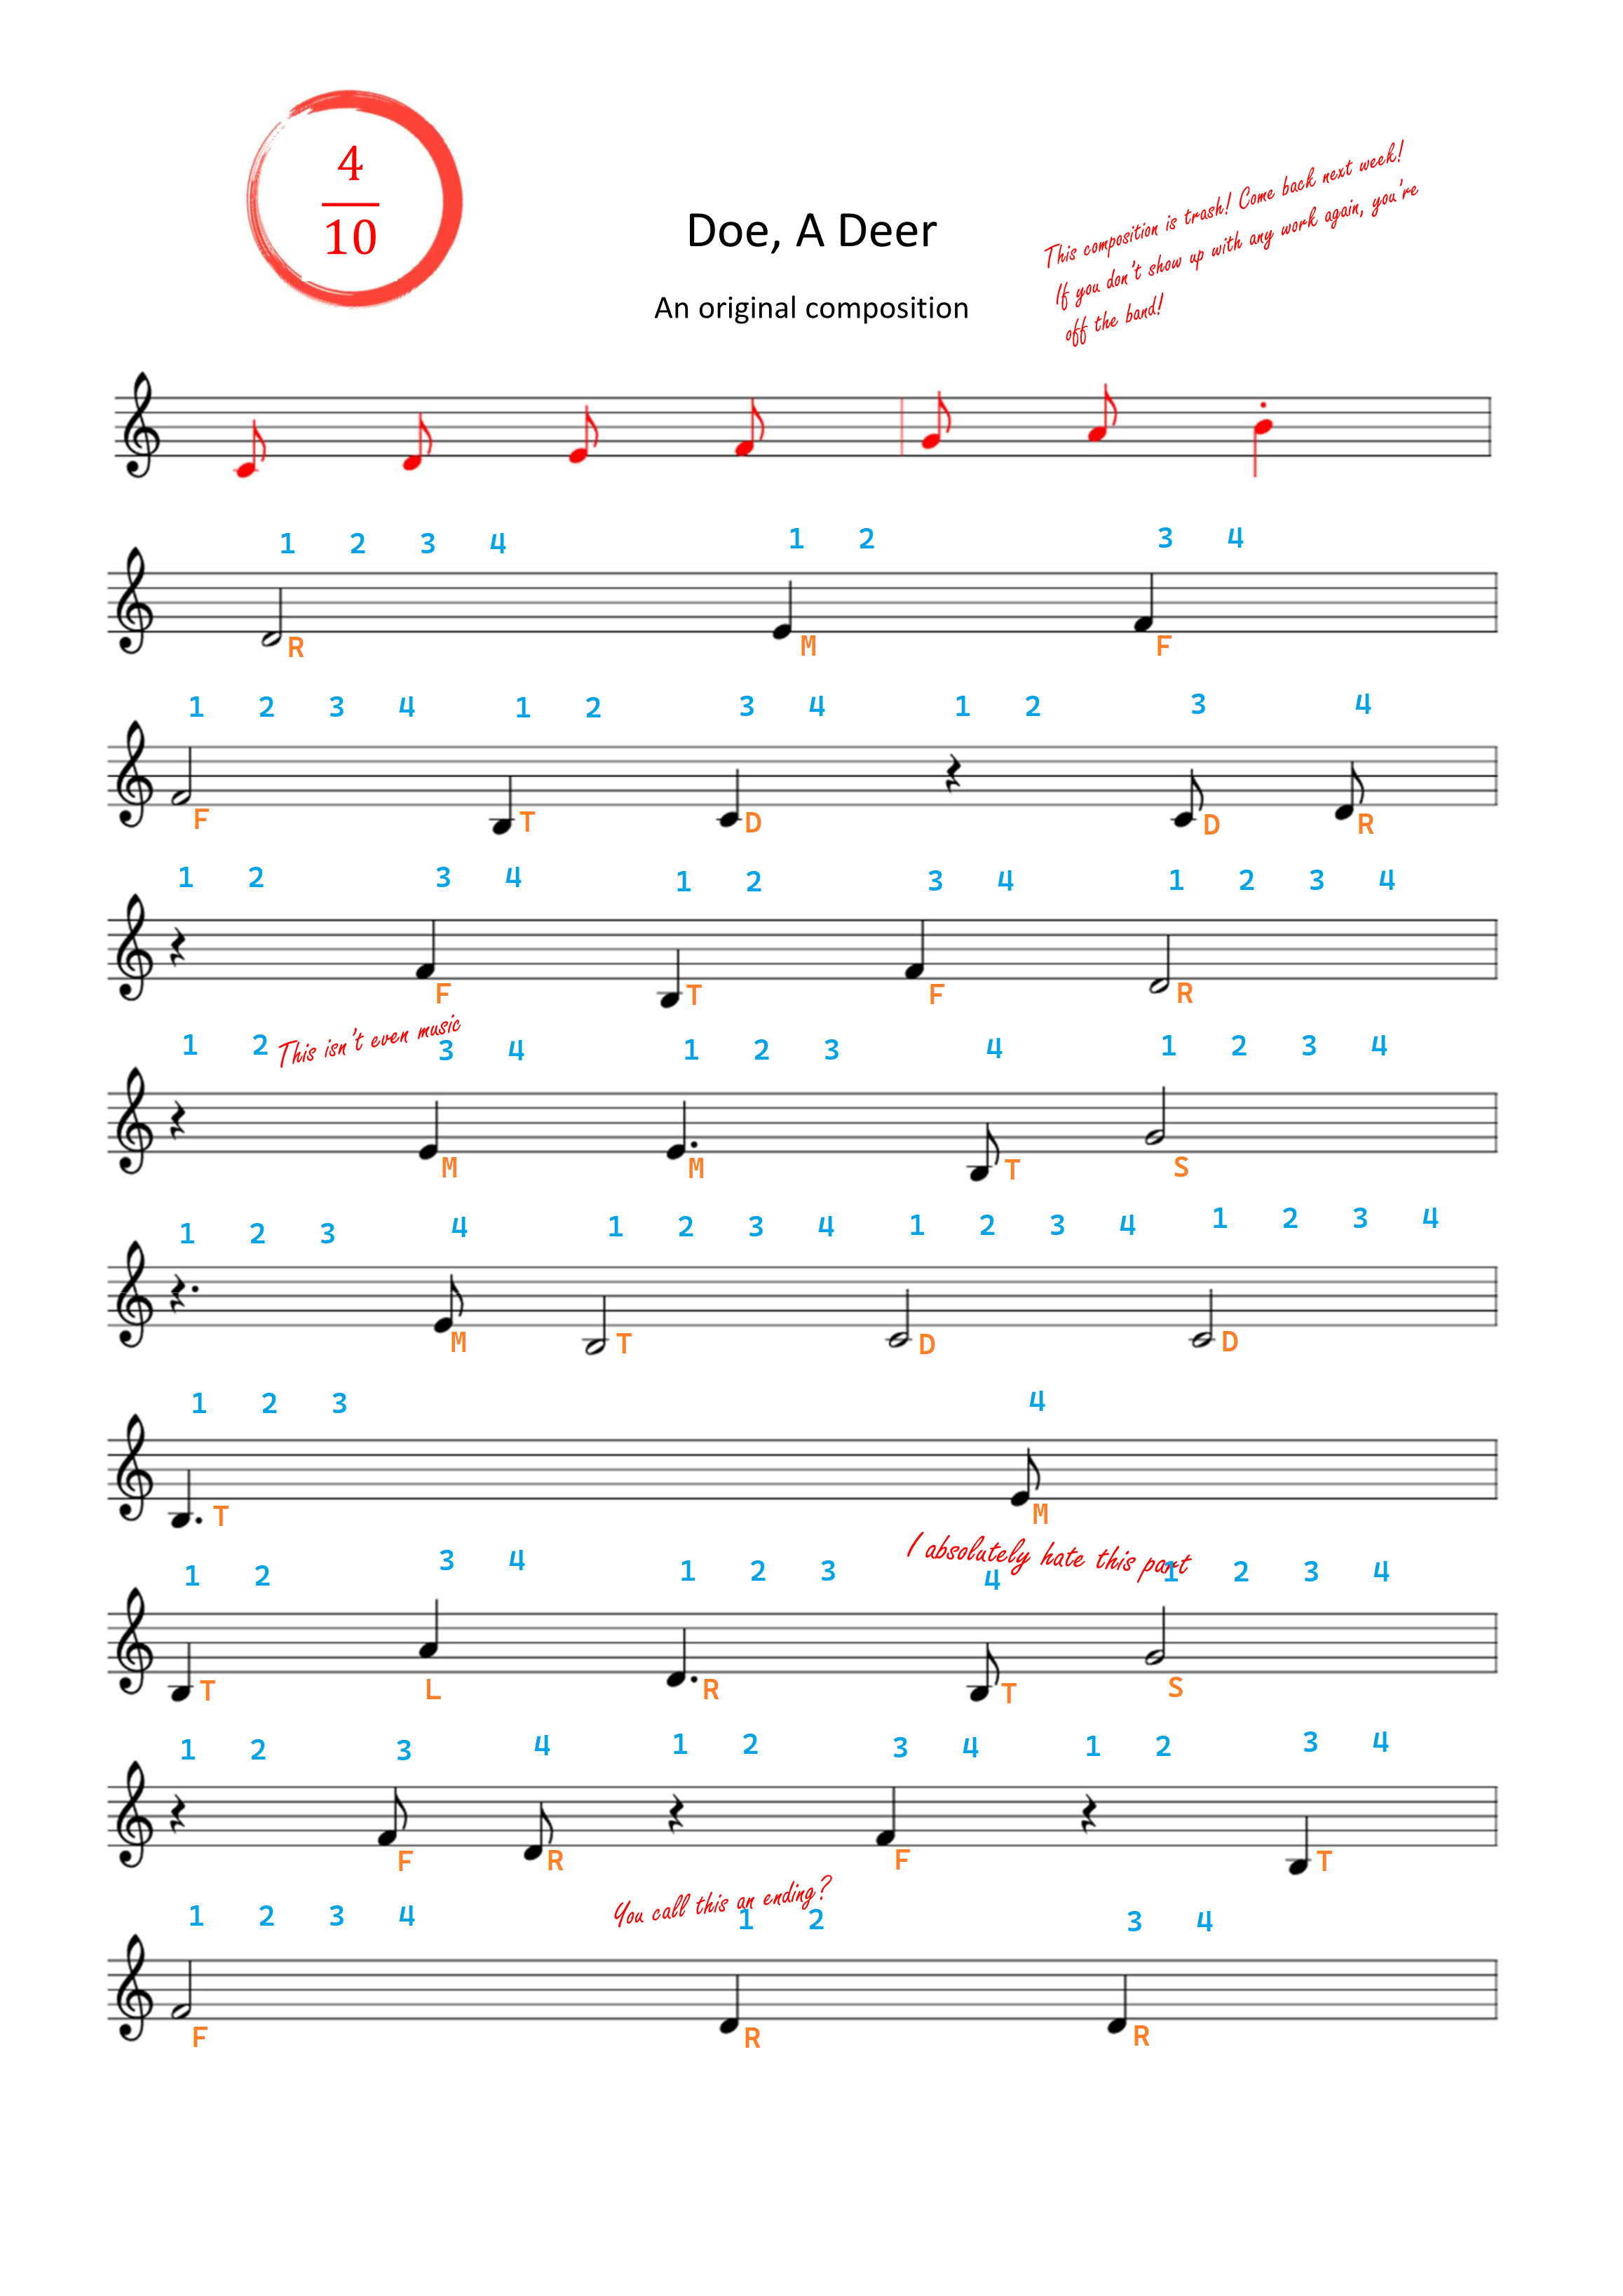 4
10
Doe, A Deer
An original composition
This composition is trash! Come back next week!
If you don't show up with any work again, you're
off the band!
1 2 3 4 1 2 3 4
R M F
1 2 3 4 1 2 3 4 1 2 3 4
F T D D R
1 2 3 4 1 2 3 4 1 2 3 4
F T F R
This isn't even music
1 2 3 4 1 2 3 4 1 2 3 4
M M T S
1 2 3 4 1 2 3 4 1 2 3 4 1 2 3 4
M T D D
1 2 3 4
T M
I absolutely hate this part
1 2 3 4 1 2 3 4 1 2 3 4
T L R T S
1 2 3 4 1 2 3 4 1 2 3 4
F R F T
You call this an ending?
1 2 3 4 1 2 3 4
F R R